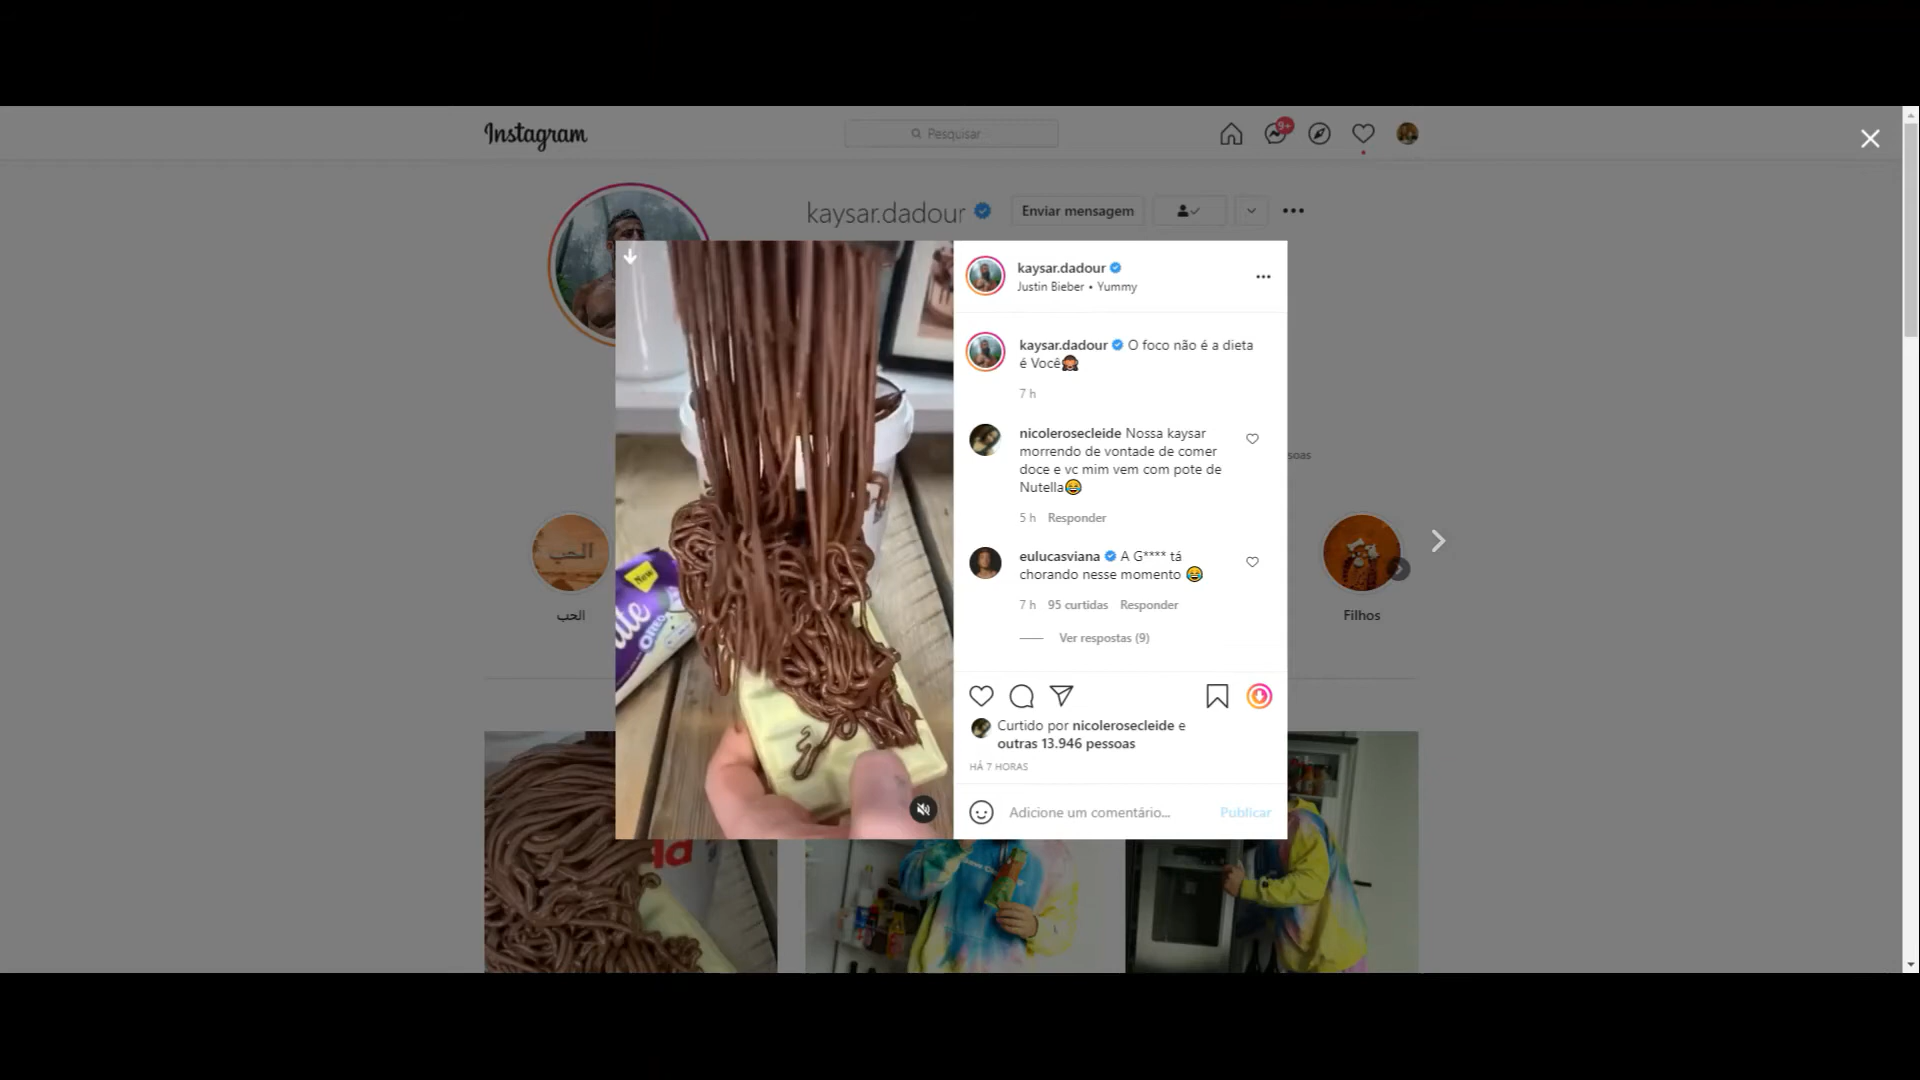 Instagram
Pesquisar
9+
kaysar.dadour
Enviar mensagem
kaysar.dadour
Justin Bieber • Yummy
kaysar.dadour O foco não é a dieta
é Você
7 h
nicolerosecleide Nossa kaysar
morrendo de vontade de comer
doce e vc mim vem com pote de
Nutella
5 h Responder
eulucasviana A G**** tá
chorando nesse momento
7 h 95 curtidas Responder
Ver respostas (9)
Curtido por nicolerosecleide e
outras 13.946 pessoas
HÁ 7 HORAS
Adicione um comentário...
Publicar
soas
الحب
الحب
Filhos
New
OREO